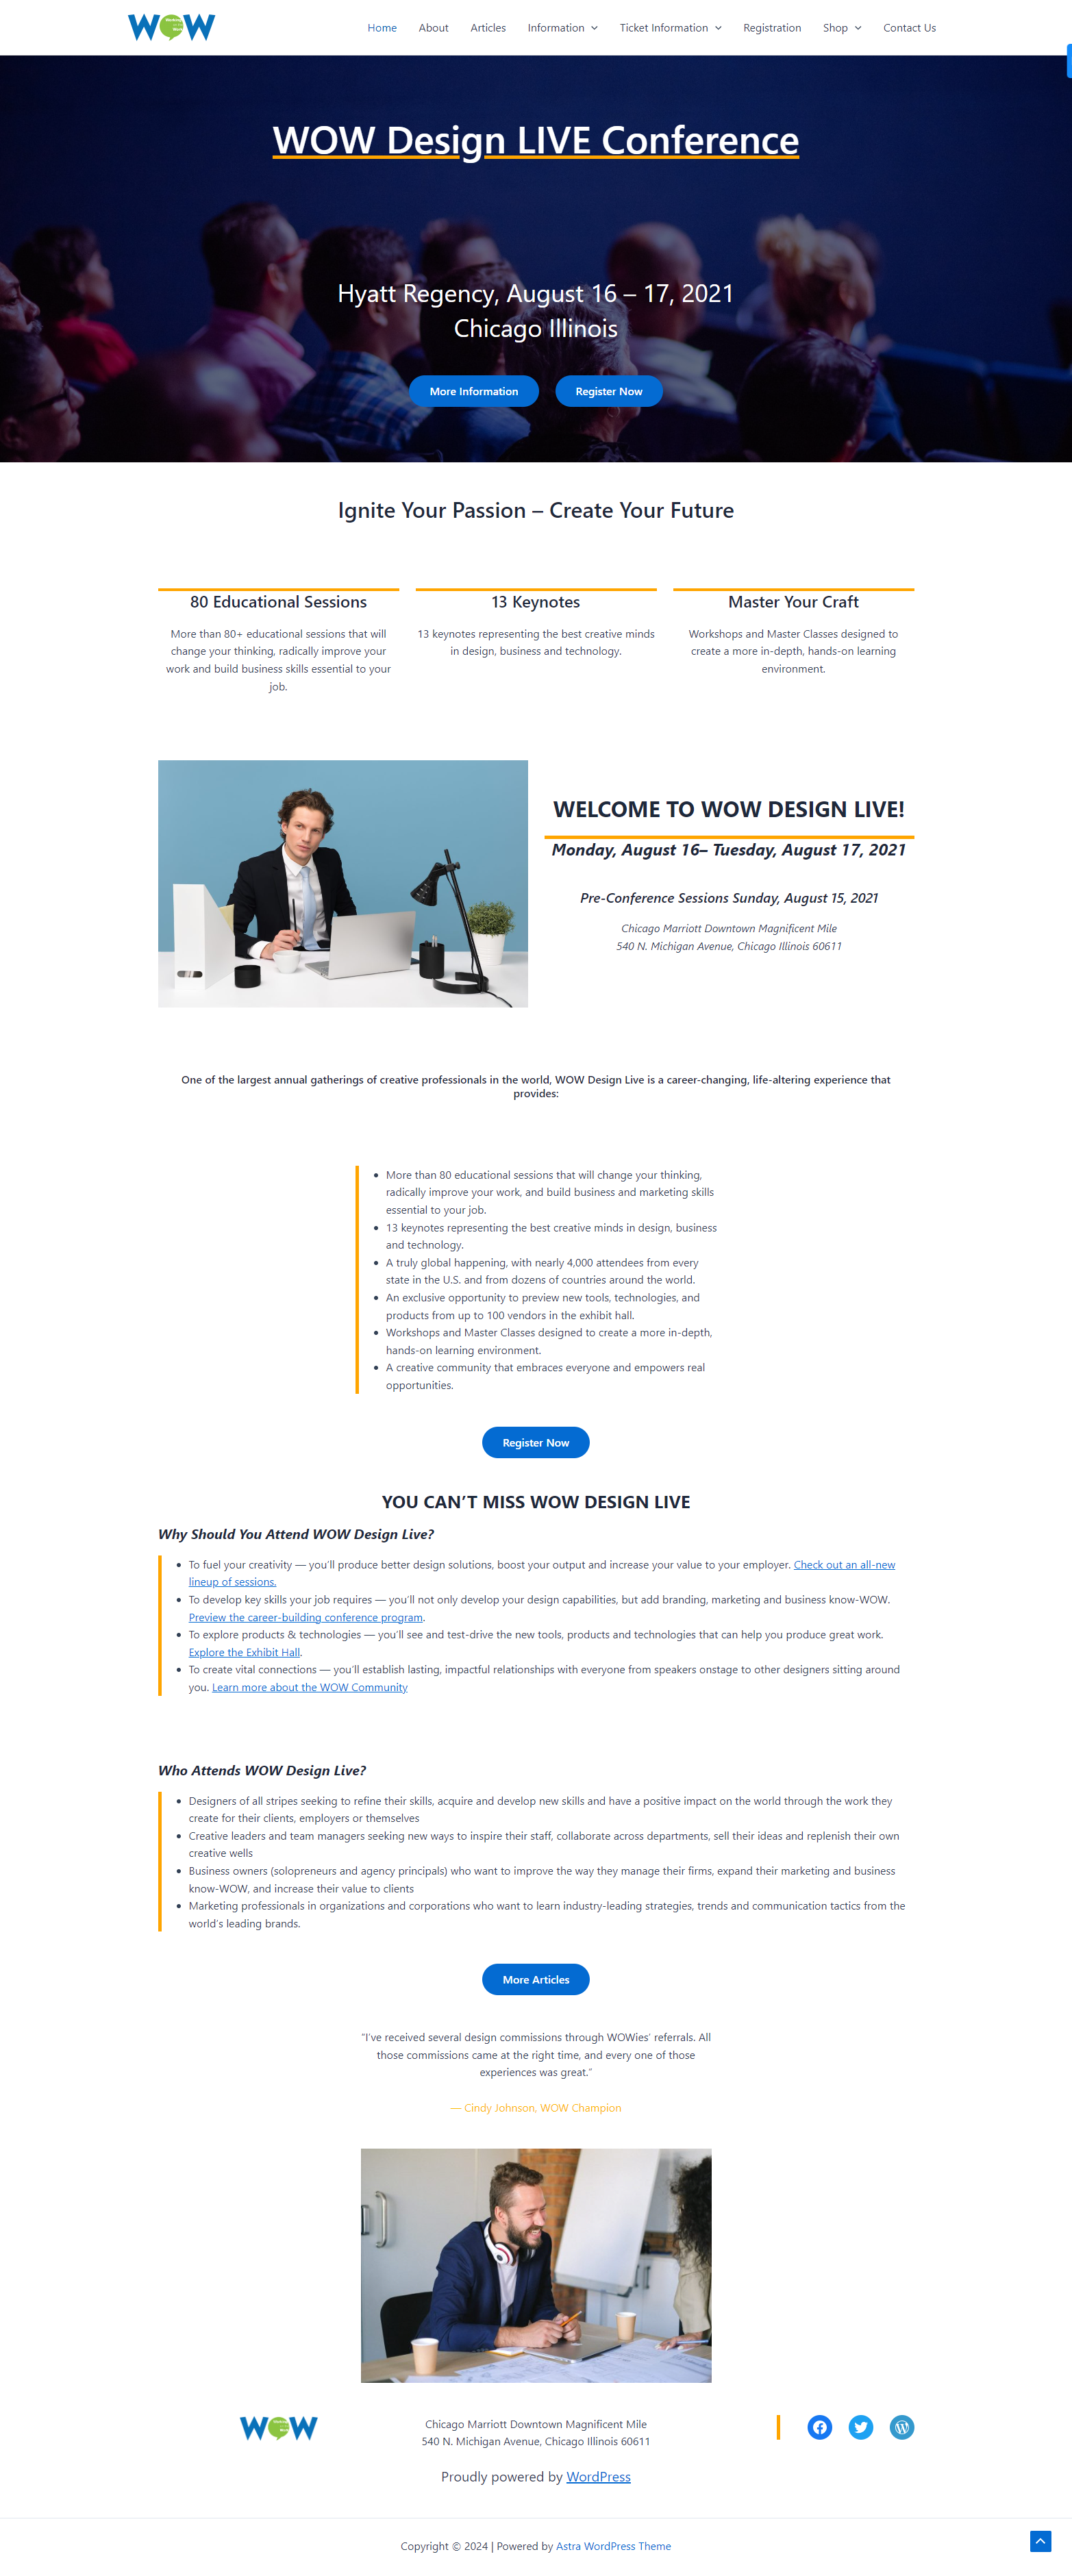 WOW
Home About Articles Information Ticket Information Registration Shop Contact Us
WOW Design LIVE Conference
Hyatt Regency, August 16 – 17, 2021
Chicago Illinois
More Information Register Now
Ignite Your Passion – Create Your Future
80 Educational Sessions
More than 80+ educational sessions that will
change your thinking, radically improve your
work and build business skills essential to your
job.
13 Keynotes
13 keynotes representing the best creative minds
in design, business and technology.
Master Your Craft
Workshops and Master Classes designed to
create a more in-depth, hands-on learning
environment.
WELCOME TO WOW DESIGN LIVE!
Monday, August 16– Tuesday, August 17, 2021
Pre-Conference Sessions Sunday, August 15, 2021
Chicago Marriott Downtown Magnificent Mile
540 N. Michigan Avenue, Chicago Illinois 60611
One of the largest annual gatherings of creative professionals in the world, WOW Design Live is a career-changing, life-altering experience that
provides:
• More than 80 educational sessions that will change your thinking,
radically improve your work, and build business and marketing skills
essential to your job.
• 13 keynotes representing the best creative minds in design, business
and technology.
• A truly global happening, with nearly 4,000 attendees from every
state in the U.S. and from dozens of countries around the world.
• An exclusive opportunity to preview new tools, technologies, and
products from up to 100 vendors in the exhibit hall.
• Workshops and Master Classes designed to create a more in-depth,
hands-on learning environment.
• A creative community that embraces everyone and empowers real
opportunities.
Register Now
YOU CAN’T MISS WOW DESIGN LIVE
Why Should You Attend WOW Design Live?
• To fuel your creativity — you’ll produce better design solutions, boost your output and increase your value to your employer. Check out an all-new
lineup of sessions.
• To develop key skills your job requires — you’ll not only develop your design capabilities, but add branding, marketing and business know-WOW.
Preview the career-building conference program.
• To explore products & technologies — you’ll see and test-drive the new tools, products and technologies that can help you produce great work.
Explore the Exhibit Hall.
• To create vital connections — you’ll establish lasting, impactful relationships with everyone from speakers onstage to other designers sitting around
you. Learn more about the WOW Community
Who Attends WOW Design Live?
• Designers of all stripes seeking to refine their skills, acquire and develop new skills and have a positive impact on the world through the work they
create for their clients, employers or themselves
• Creative leaders and team managers seeking new ways to inspire their staff, collaborate across departments, sell their ideas and replenish their own
creative wells
• Business owners (solopreneurs and agency principals) who want to improve the way they manage their firms, expand their marketing and business
know-WOW, and increase their value to clients
• Marketing professionals in organizations and corporations who want to learn industry-leading strategies, trends and communication tactics from the
world’s leading brands.
More Articles
“I’ve received several design commissions through WOWies’ referrals. All
those commissions came at the right time, and every one of those
experiences was great.”
— Cindy Johnson, WOW Champion
WOW
Chicago Marriott Downtown Magnificent Mile
540 N. Michigan Avenue, Chicago Illinois 60611
Proudly powered by WordPress
Copyright © 2024 | Powered by Astra WordPress Theme